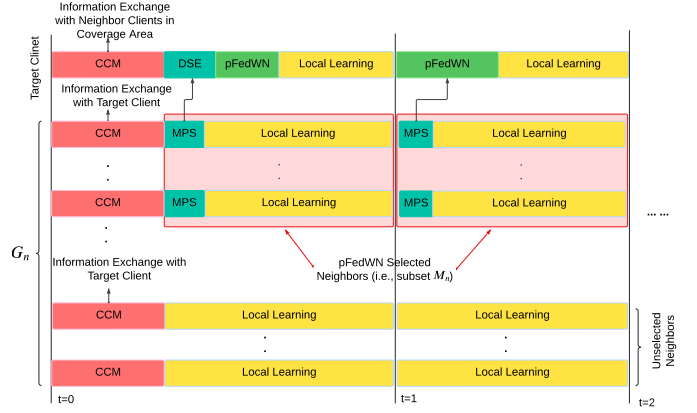 Information Exchange
with Neighbor Clients in
Coverage Area
Target Clinet
CCM DSE pFedWN Local Learning pFedWN Local Learning
Information Exchange
with Target Client
CCM MPS Local Learning MPS Local Learning
CCM MPS Local Learning MPS Local Learning
... ...
Gn
Information Exchange with
Target Client
pFedWN Selected
Neighbors (i.e., subset Mn)
CCM Local Learning Local Learning
Unselected
Neighbors
CCM Local Learning Local Learning
t=0 t=1 t=2